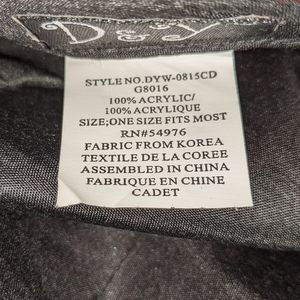 D&Y
STYLE NO.DYW-0815CD
G8016
100% ACRYLIC/
100% ACRYLIQUE
SIZE;ONE SIZE FITS MOST
RN#54976
FABRIC FROM KOREA
TEXTILE DE LA COREE
ASSEMBLED IN CHINA
FABRIQUE EN CHINE
CADET